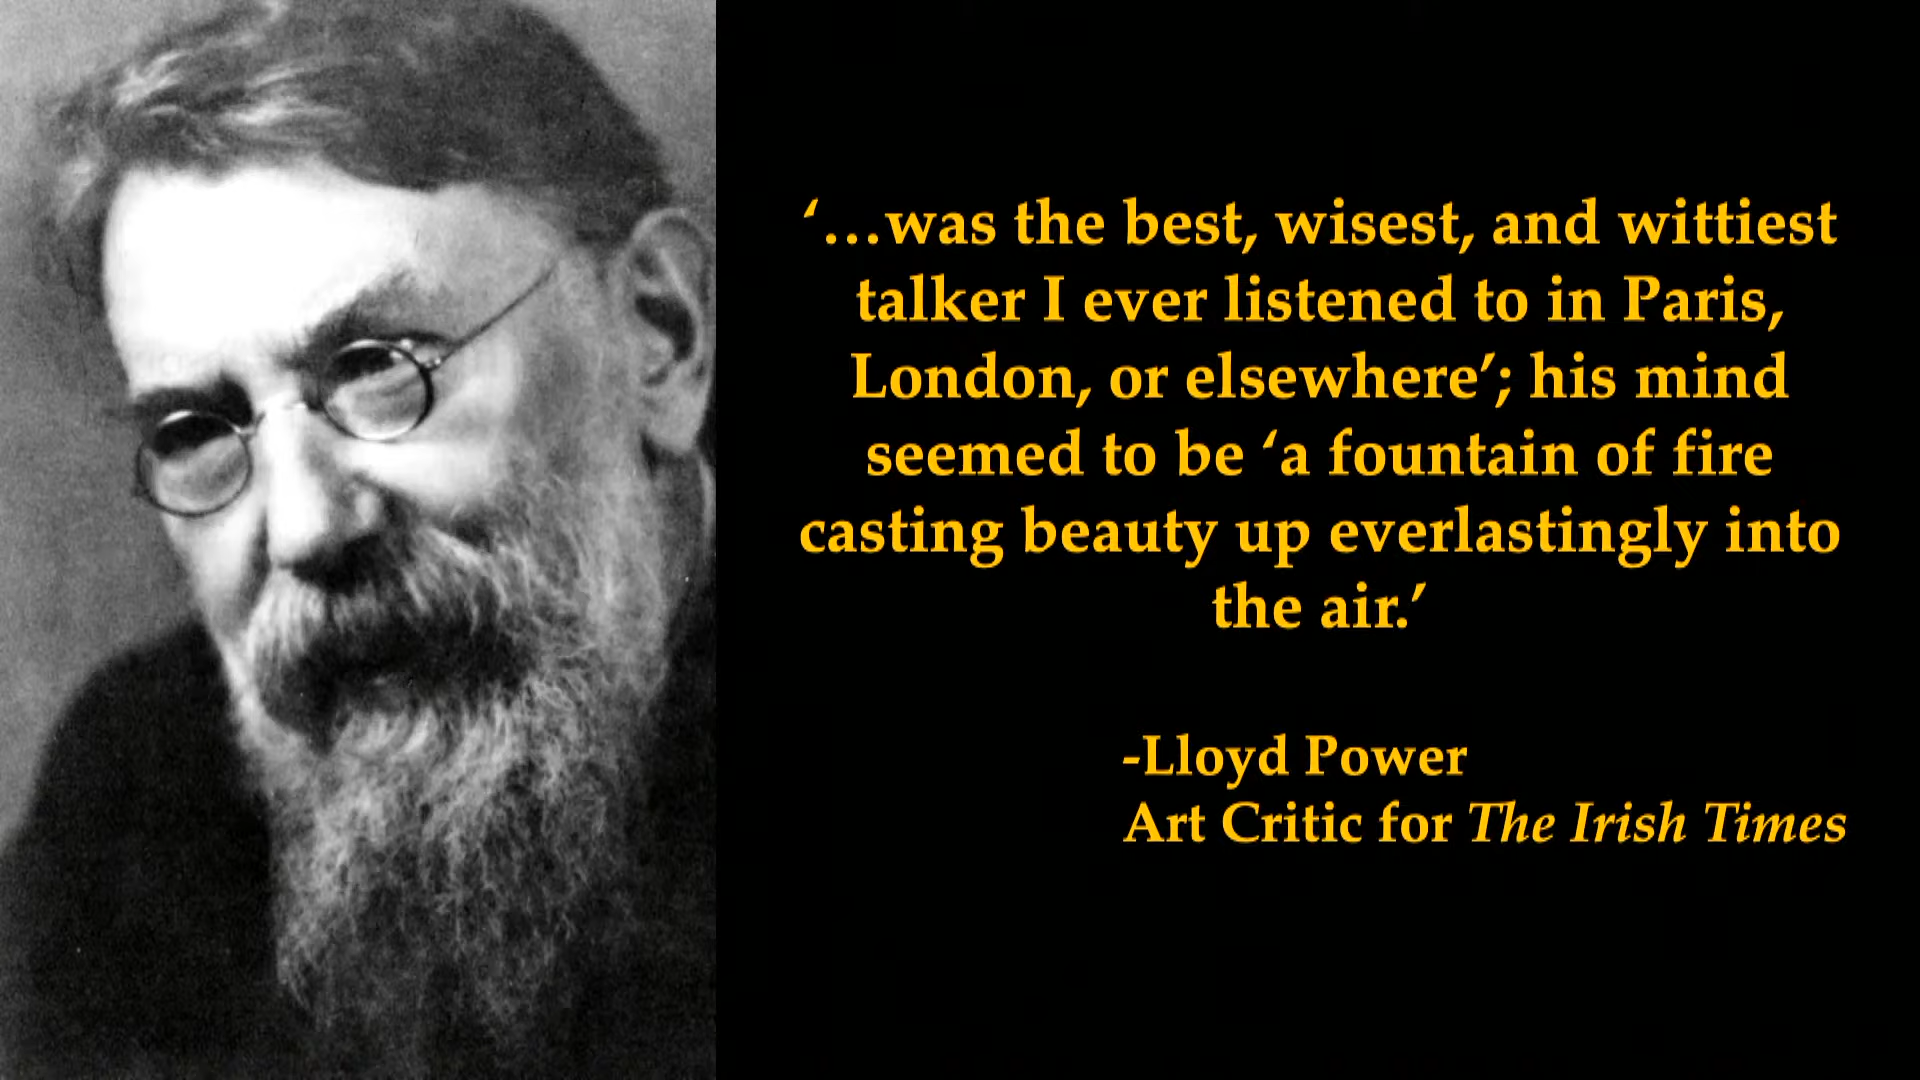 ‘…was the best, wisest, and wittiest
talker I ever listened to in Paris,
London, or elsewhere’; his mind
seemed to be ‘a fountain of fire
casting beauty up everlastingly into
the air.’
-Lloyd Power
Art Critic for The Irish Times